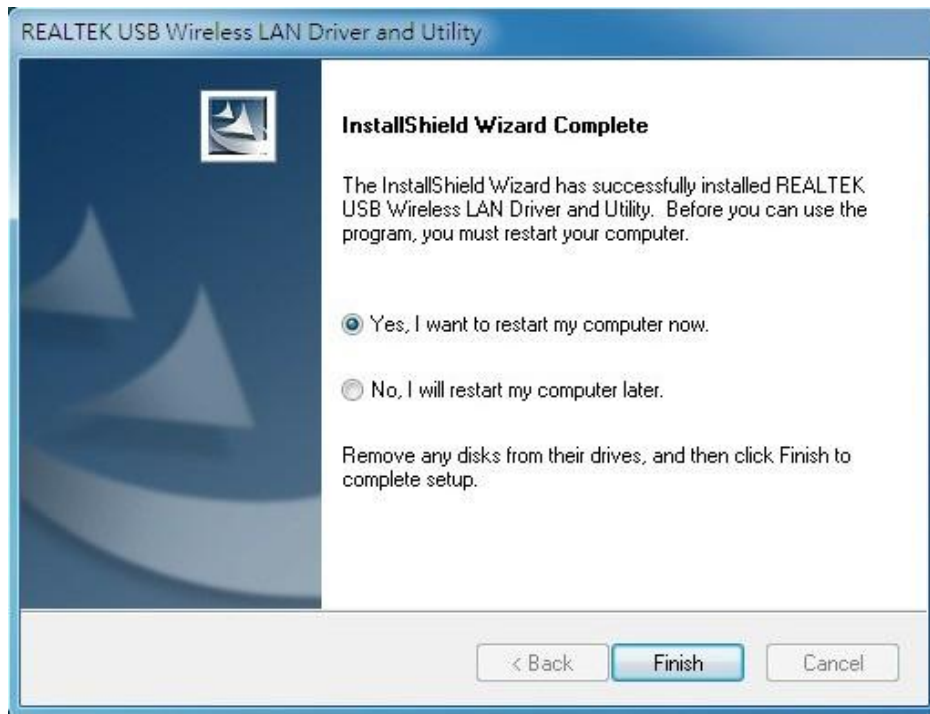 REALTEK USB Wireless LAN Driver and Utility
InstallShield Wizard Complete
The InstallShield Wizard has successfully installed REALTEK
USB Wireless LAN Driver and Utility. Before you can use the
program, you must restart your computer.
Yes, I want to restart my computer now.
No, I will restart my computer later.
Remove any disks from their drives, and then click Finish to
complete setup.
< Back Finish Cancel